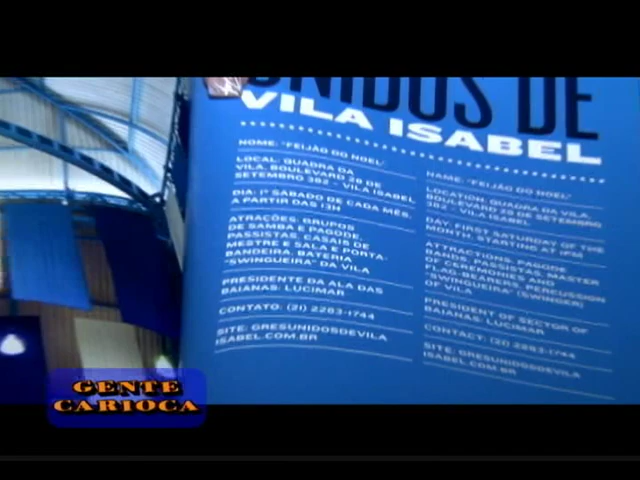 UNIDOS DE
VILA ISABEL
NOME: "FEIJÃO DO NOEL"
LOCAL: QUADRA DA
VILA. BOULEVARD 28 DE
SETEMBRO 382 - VILA ISABEL
DIA: 1º SÁBADO DE CADA MÊS,
A PARTIR DAS 13H
ATRAÇÕES: GRUPOS
DE SAMBA E PAGODE,
PASSISTAS, CASAIS DE
MESTRE E SALA E PORTA-
BANDEIRA. BATERIA
"SWINGUEIRA" DA VILA
PRESIDENTE DA ALA DAS
BAIANAS: LUCIMAR
CONTATO: (21) 2283-1744
SITE: GRESUNIDOSDEVILA
ISABEL.COM.BR
NAME: "FEIJÃO DO NOEL"
LOCATION: QUADRA DA VILA.
BOULEVARD 28 DE SETEMBRO
382 - VILA ISABEL
DAY: FIRST SATURDAY OF THE
MONTH, STARTING AT 1PM
ATTRACTIONS: PAGODE
BANDS, PASSISTAS, MASTER
OF CEREMONIES AND
FLAG-BEARERS, PERCUSSION
"SWINGUEIRA" (SWINGER)
OF VILA
PRESIDENT OF SECTOR OF
BAIANAS: LUCIMAR
CONTACT: (21) 2283-1744
SITE: GRESUNIDOSDEVILA
ISABEL.COM.BR
GENTE
CARIOCA